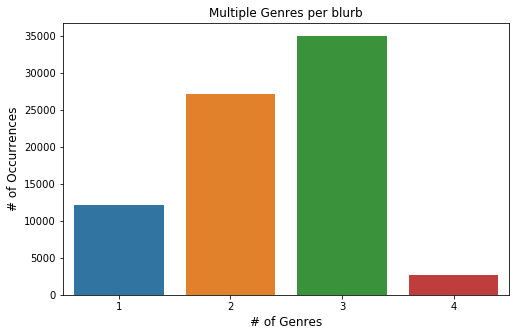 Multiple Genres per blurb
# of Occurrences
35000
30000
25000
20000
15000
10000
5000
0
1 2 3 4
# of Genres